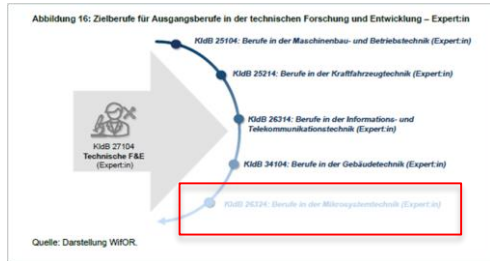 Abbildung 16: Zielberufe für Ausgangsberufe in der technischen Forschung und Entwicklung – Expert:in
KldB 25104: Berufe in der Maschinenbau- und Betriebstechnik (Expert:in)
KldB 25214: Berufe in der Kraftfahrzeugtechnik (Expert:in)
KldB 26314: Berufe in der Informations- und
Telekommunikationstechnik (Expert:in)
KldB 27104
Technische F&E
(Expert:in)
KldB 34104: Berufe in der Gebäudetechnik (Expert:in)
KldB 26324: Berufe in der Mikrosystemtechnik (Expert:in)
Quelle: Darstellung WifOR.